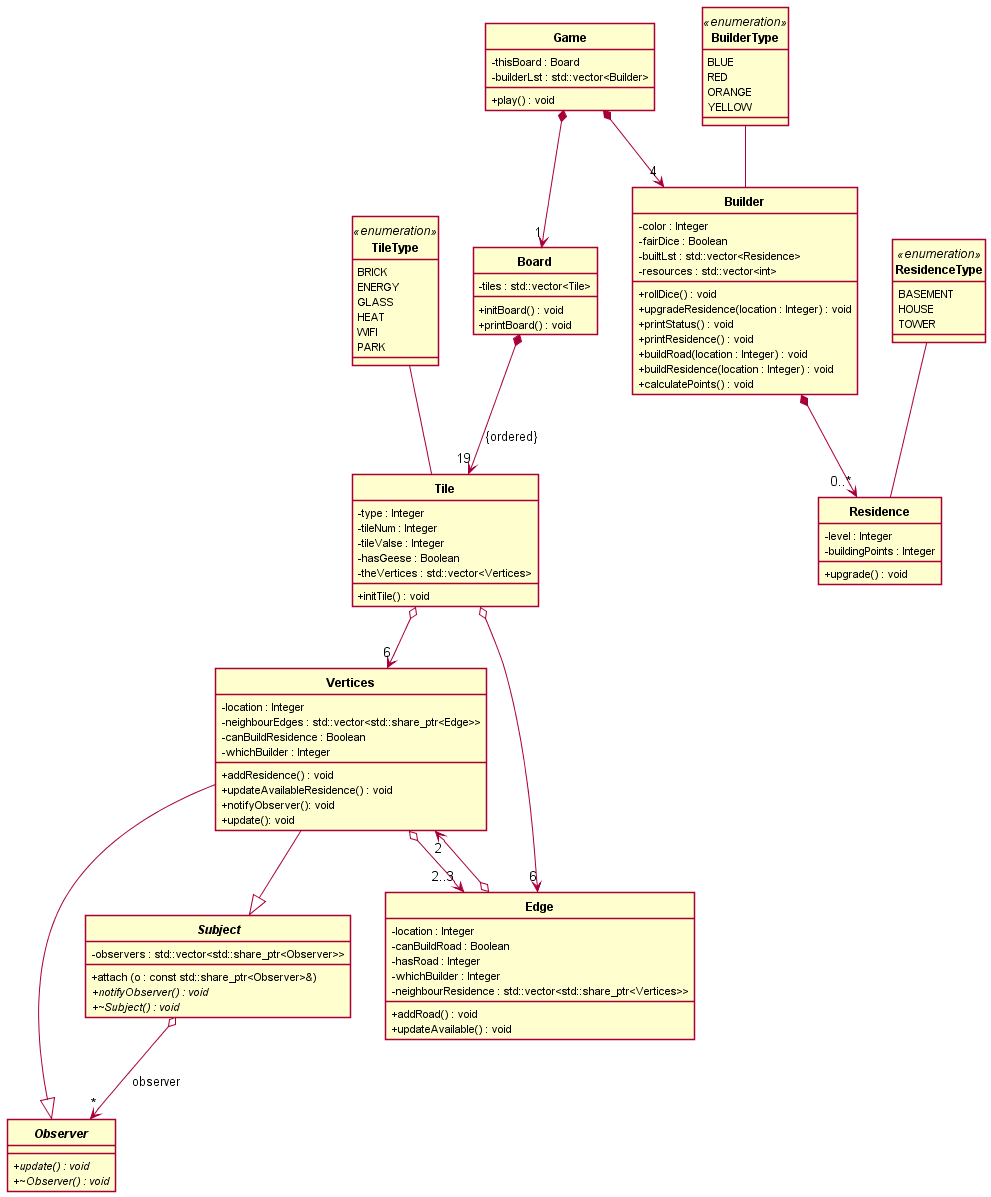 Game
-thisBoard : Board
-builderLst : std::vector<Builder>
+play() : void
«enumeration»
BuilderType
BLUE
RED
ORANGE
YELLOW
4
1
Builder
-color : Integer
-fairDice : Boolean
-builtLst : std::vector<Residence>
-resources : std::vector<int>
+rollDice() : void
+upgradeResidence(location : Integer) : void
+printStatus() : void
+printResidence() : void
+buildRoad(location : Integer) : void
+buildResidence(location : Integer) : void
+calculatePoints() : void
«enumeration»
TileType
BRICK
ENERGY
GLASS
HEAT
WIFI
PARK
Board
-tiles : std::vector<Tile>
+initBoard() : void
+printBoard() : void
«enumeration»
ResidenceType
BASEMENT
HOUSE
TOWER
{ordered}
19
0..*
Tile
-type : Integer
-tileNum : Integer
-tileValse : Integer
-hasGeese : Boolean
-theVertices : std::vector<Vertices>
+initTile() : void
Residence
-level : Integer
-buildingPoints : Integer
+upgrade() : void
6
Vertices
-location : Integer
-neighbourEdges : std::vector<std::share_ptr<Edge>>
-canBuildResidence : Boolean
-whichBuilder : Integer
+addResidence() : void
+updateAvailableResidence() : void
+notifyObserver(): void
+update(): void
2
2..3
6
Edge
-location : Integer
-canBuildRoad : Boolean
-hasRoad : Integer
-whichBuilder : Integer
-neighbourResidence : std::vector<std::share_ptr<Vertices>>
+addRoad() : void
+updateAvailable() : void
Subject
-observers : std::vector<std::share_ptr<Observer>>
+attach (o : const std::share_ptr<Observer>&)
+notifyObserver() : void
+~Subject() : void
observer
*
Observer
+update() : void
+~Observer() : void